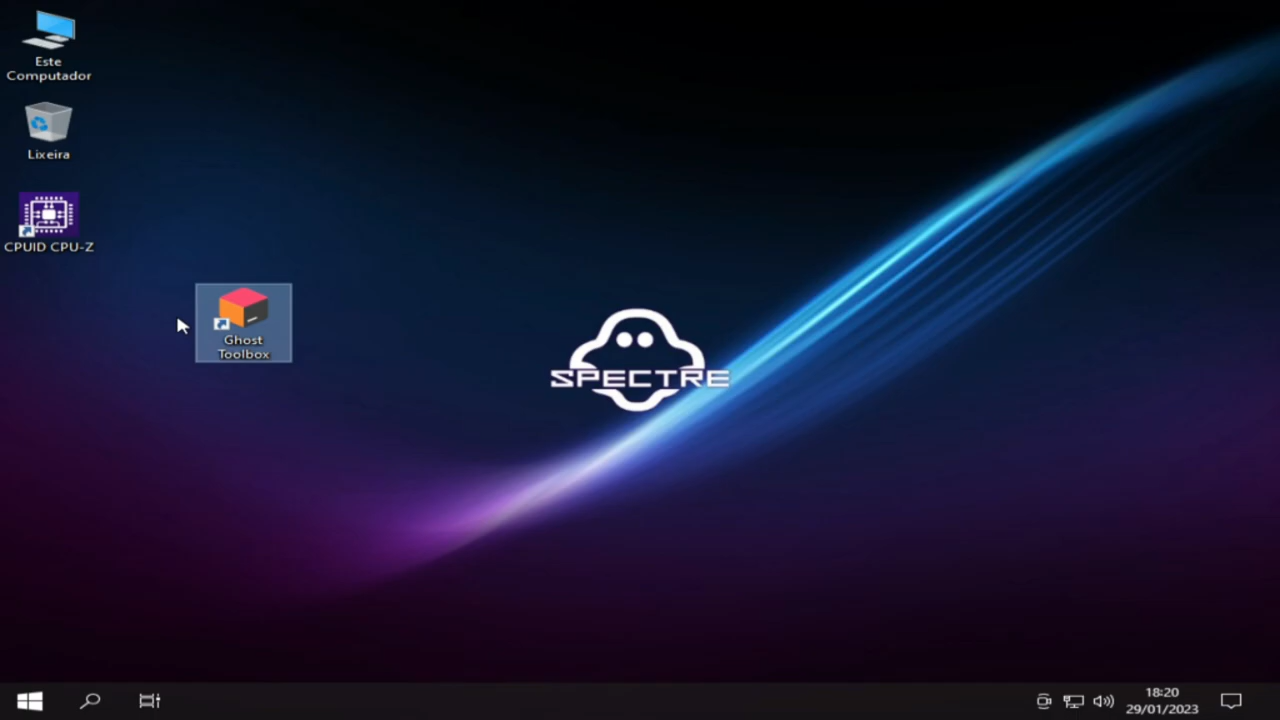 Este
Computador
Lixeira
CPUID CPU-Z
Ghost
Toolbox
SPECTRE
18:20
29/01/2023